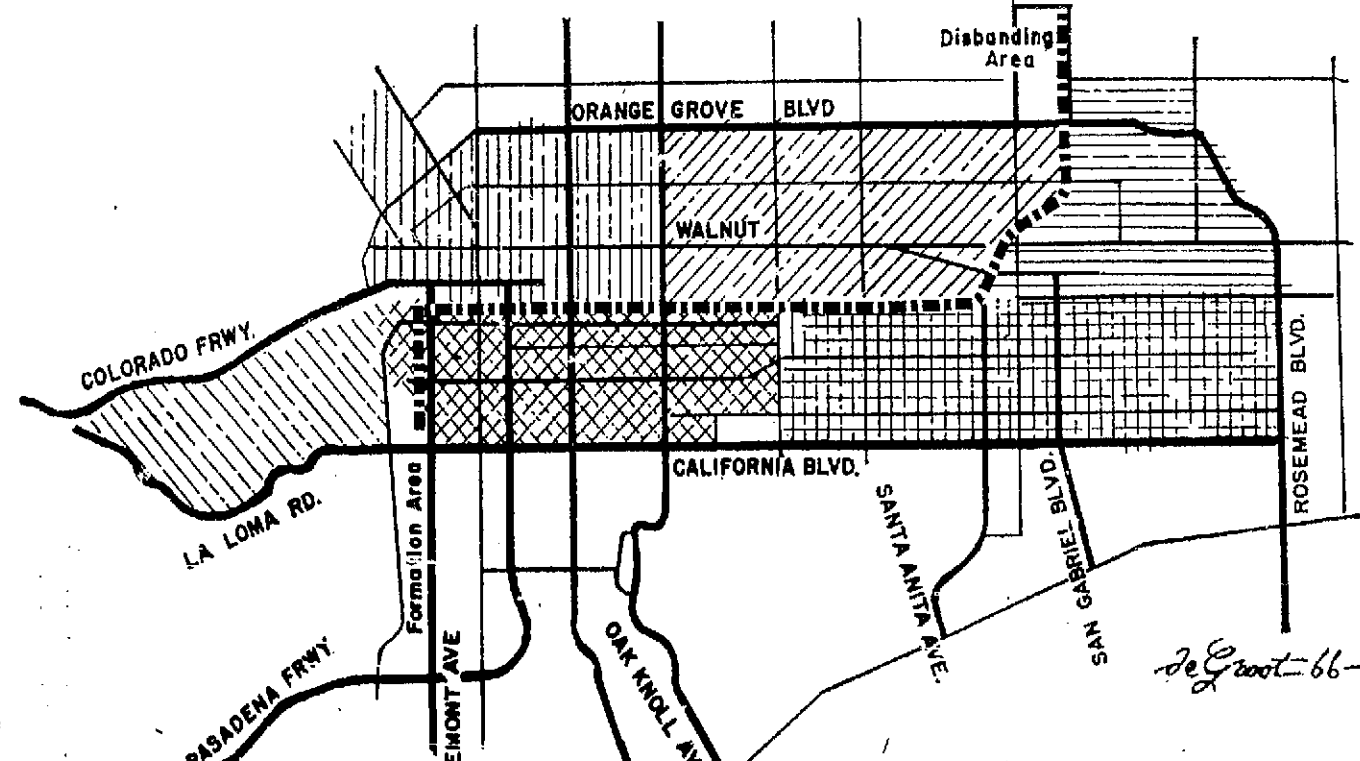 Disbanding
Area
ORANGE GROVE BLVD
WALNUT
COLORADO FRWY.
ROSEMEAD BLVD.
CALIFORNIA BLVD.
LA LOMA RD.
Formation Area
SANTA ANITA AVE.
SAN GABRIEL BLVD.
OAK KNOLL AV
EMONT AVE
PASADENA FRWY.
de Groot-66-